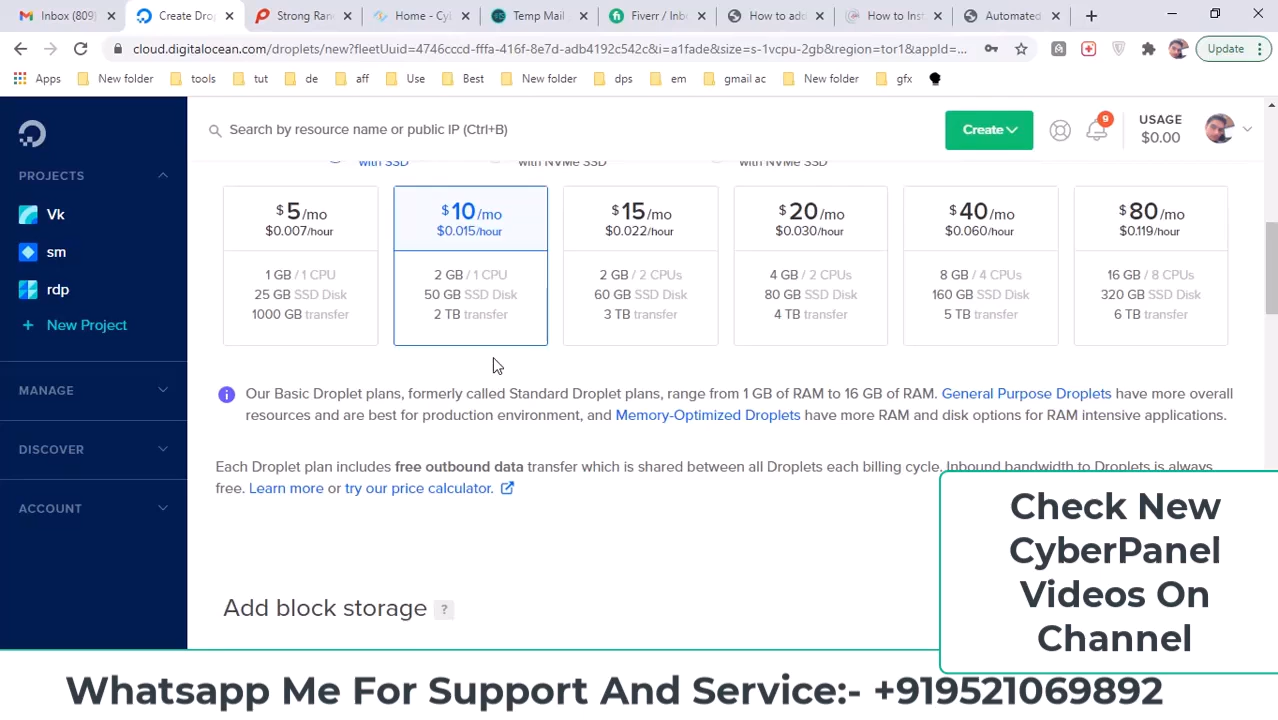 Inbox (809)
Create Dro
Strong Ran
Home - Cy
Temp Mail
Fiverr / Inb
How to add
How to Inst
Automated
cloud.digitalocean.com/droplets/new?fleetUuid=4746cccd-fffa-416f-8e7d-adb4192c542c&i=a1fade&size=s-1vcpu-2gb&region=tor1&appId=...
Update
Apps
New folder
tools
tut
de
aff
Use
Best
New folder
dps
em
gmail ac
New folder
gfx
Search by resource name or public IP (Ctrl+B)
Create
9
USAGE
$0.00
PROJECTS
Vk
sm
rdp
+ New Project
MANAGE
DISCOVER
ACCOUNT
with SSD
with NVMe SSD
with NVMe SSD
$5/mo
$0.007/hour
1 GB / 1 CPU
25 GB SSD Disk
1000 GB transfer
$10/mo
$0.015/hour
2 GB / 1 CPU
50 GB SSD Disk
2 TB transfer
$15/mo
$0.022/hour
2 GB / 2 CPUs
60 GB SSD Disk
3 TB transfer
$20/mo
$0.030/hour
4 GB / 2 CPUs
80 GB SSD Disk
4 TB transfer
$40/mo
$0.060/hour
8 GB / 4 CPUs
160 GB SSD Disk
5 TB transfer
$80/mo
$0.119/hour
16 GB / 8 CPUs
320 GB SSD Disk
6 TB transfer
Our Basic Droplet plans, formerly called Standard Droplet plans, range from 1 GB of RAM to 16 GB of RAM. General Purpose Droplets have more overall
resources and are best for production environment, and Memory-Optimized Droplets have more RAM and disk options for RAM intensive applications.
Each Droplet plan includes free outbound data transfer which is shared between all Droplets each billing cycle. Inbound bandwidth to Droplets is always
free. Learn more or try our price calculator.
Add block storage ?
Check New
CyberPanel
Videos On
Channel
Whatsapp Me For Support And Service:- +919521069892